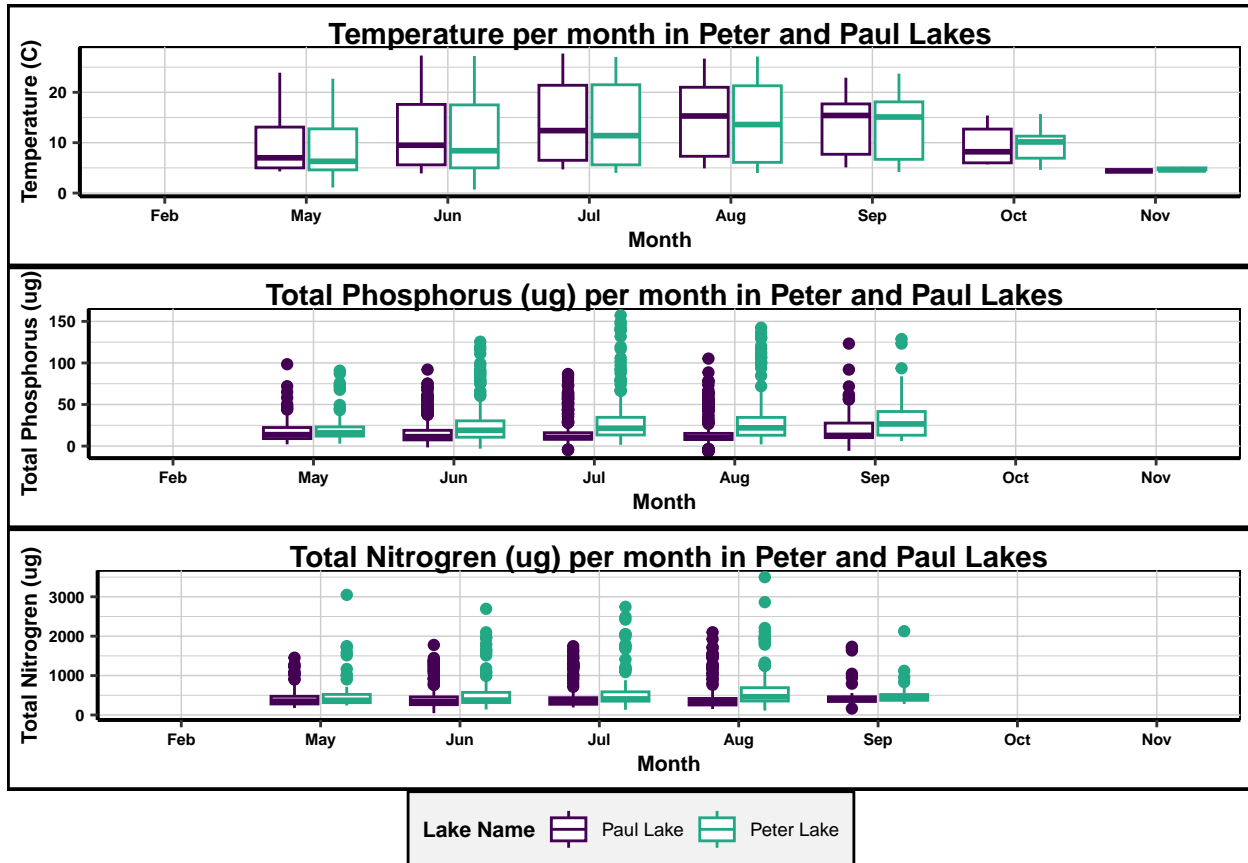 Temperature per month in Peter and Paul Lakes
Temperature (C)
20
10
0
Feb May Jun Jul Aug Sep Oct Nov
Month
Total Phosphorus (ug) per month in Peter and Paul Lakes
Total Phosphorus (ug)
150
100
50
0
Feb May Jun Jul Aug Sep Oct Nov
Month
Total Nitrogren (ug) per month in Peter and Paul Lakes
Total Nitrogren (ug)
3000
2000
1000
0
Feb May Jun Jul Aug Sep Oct Nov
Month
Lake Name Paul Lake Peter Lake